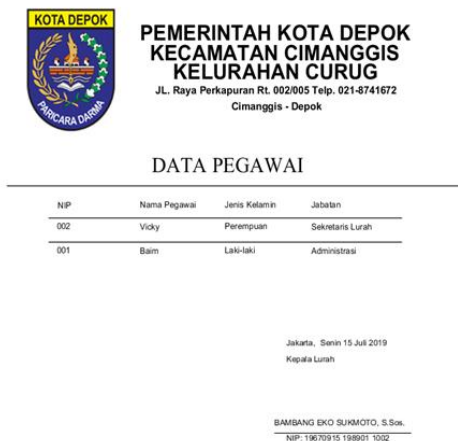 KOTA DEPOK
PARICARA DARMA
PEMERINTAH KOTA DEPOK
KECAMATAN CIMANGGIS
KELURAHAN CURUG
JL. Raya Perkapuran Rt. 002/005 Telp. 021-8741672
Cimanggis - Depok
DATA PEGAWAI
NIP Nama Pegawai Jenis Kelamin Jabatan
002 Vicky Perempuan Sekretaris Lurah
001 Baim Laki-laki Administrasi
Jakarta, Senin 15 Juli 2019
Kepala Lurah
BAMBANG EKO SUKMOTO, S.Sos.
NIP: 19670915 198901 1002